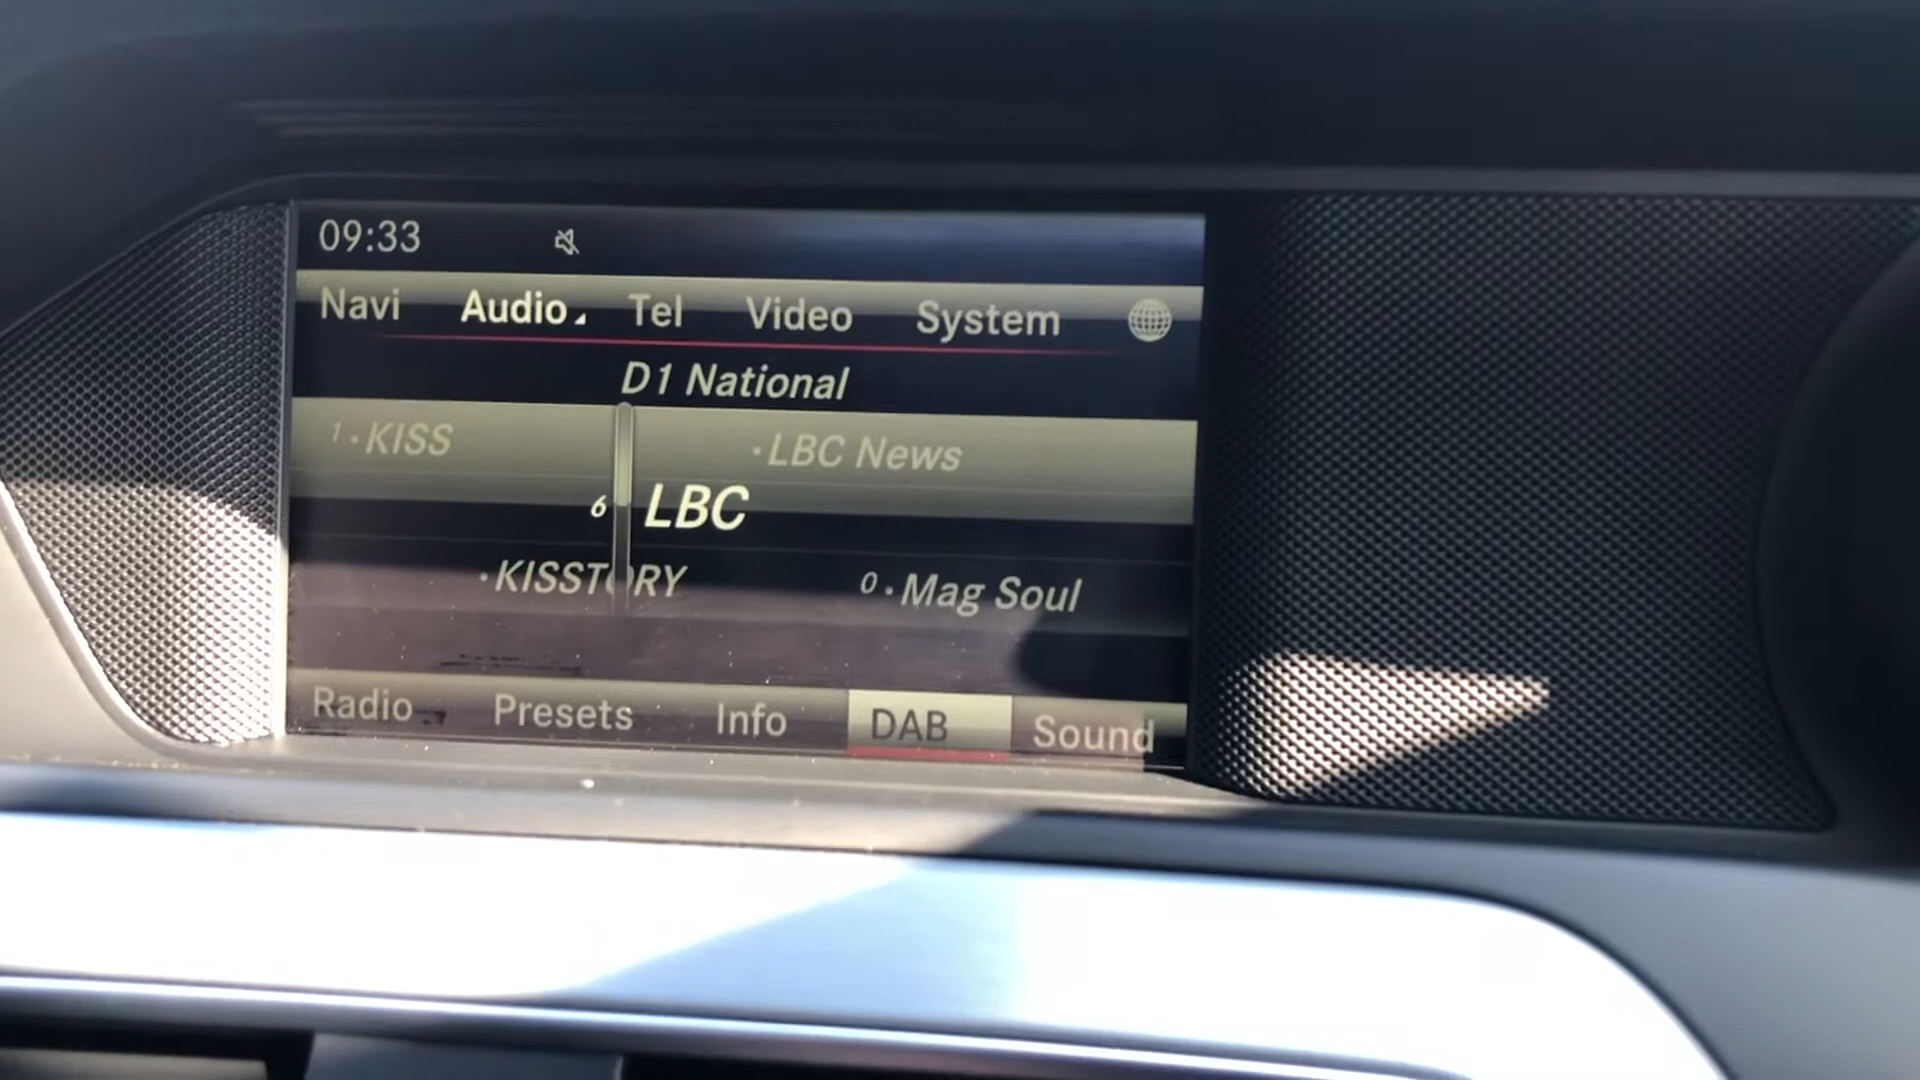 09:33
Navi Audio Tel Video System
D1 National
1 · KISS · LBC News
6 LBC
· KISSTORY 0 · Mag Soul
Radio Presets Info DAB Sound